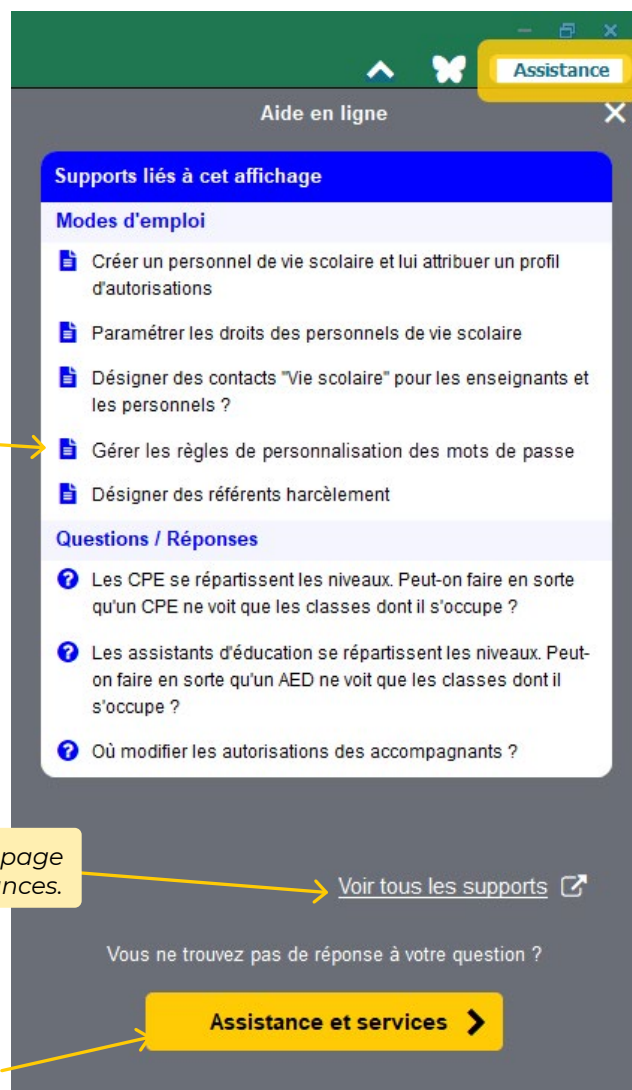 Assistance
Aide en ligne
Supports liés à cet affichage
Modes d'emploi
Créer un personnel de vie scolaire et lui attribuer un profil
d'autorisations
Paramétrer les droits des personnels de vie scolaire
Désigner des contacts "Vie scolaire" pour les enseignants et
les personnels ?
Gérer les règles de personnalisation des mots de passe
Désigner des référents harcèlement
Questions / Réponses
Les CPE se répartissent les niveaux. Peut-on faire en sorte
qu'un CPE ne voit que les classes dont il s'occupe ?
Les assistants d'éducation se répartissent les niveaux. Peut-
on faire en sorte qu'un AED ne voit que les classes dont il
s'occupe ?
Où modifier les autorisations des accompagnants ?
page
Voir tous les supports
Vous ne trouvez pas de réponse à votre question ?
Assistance et services